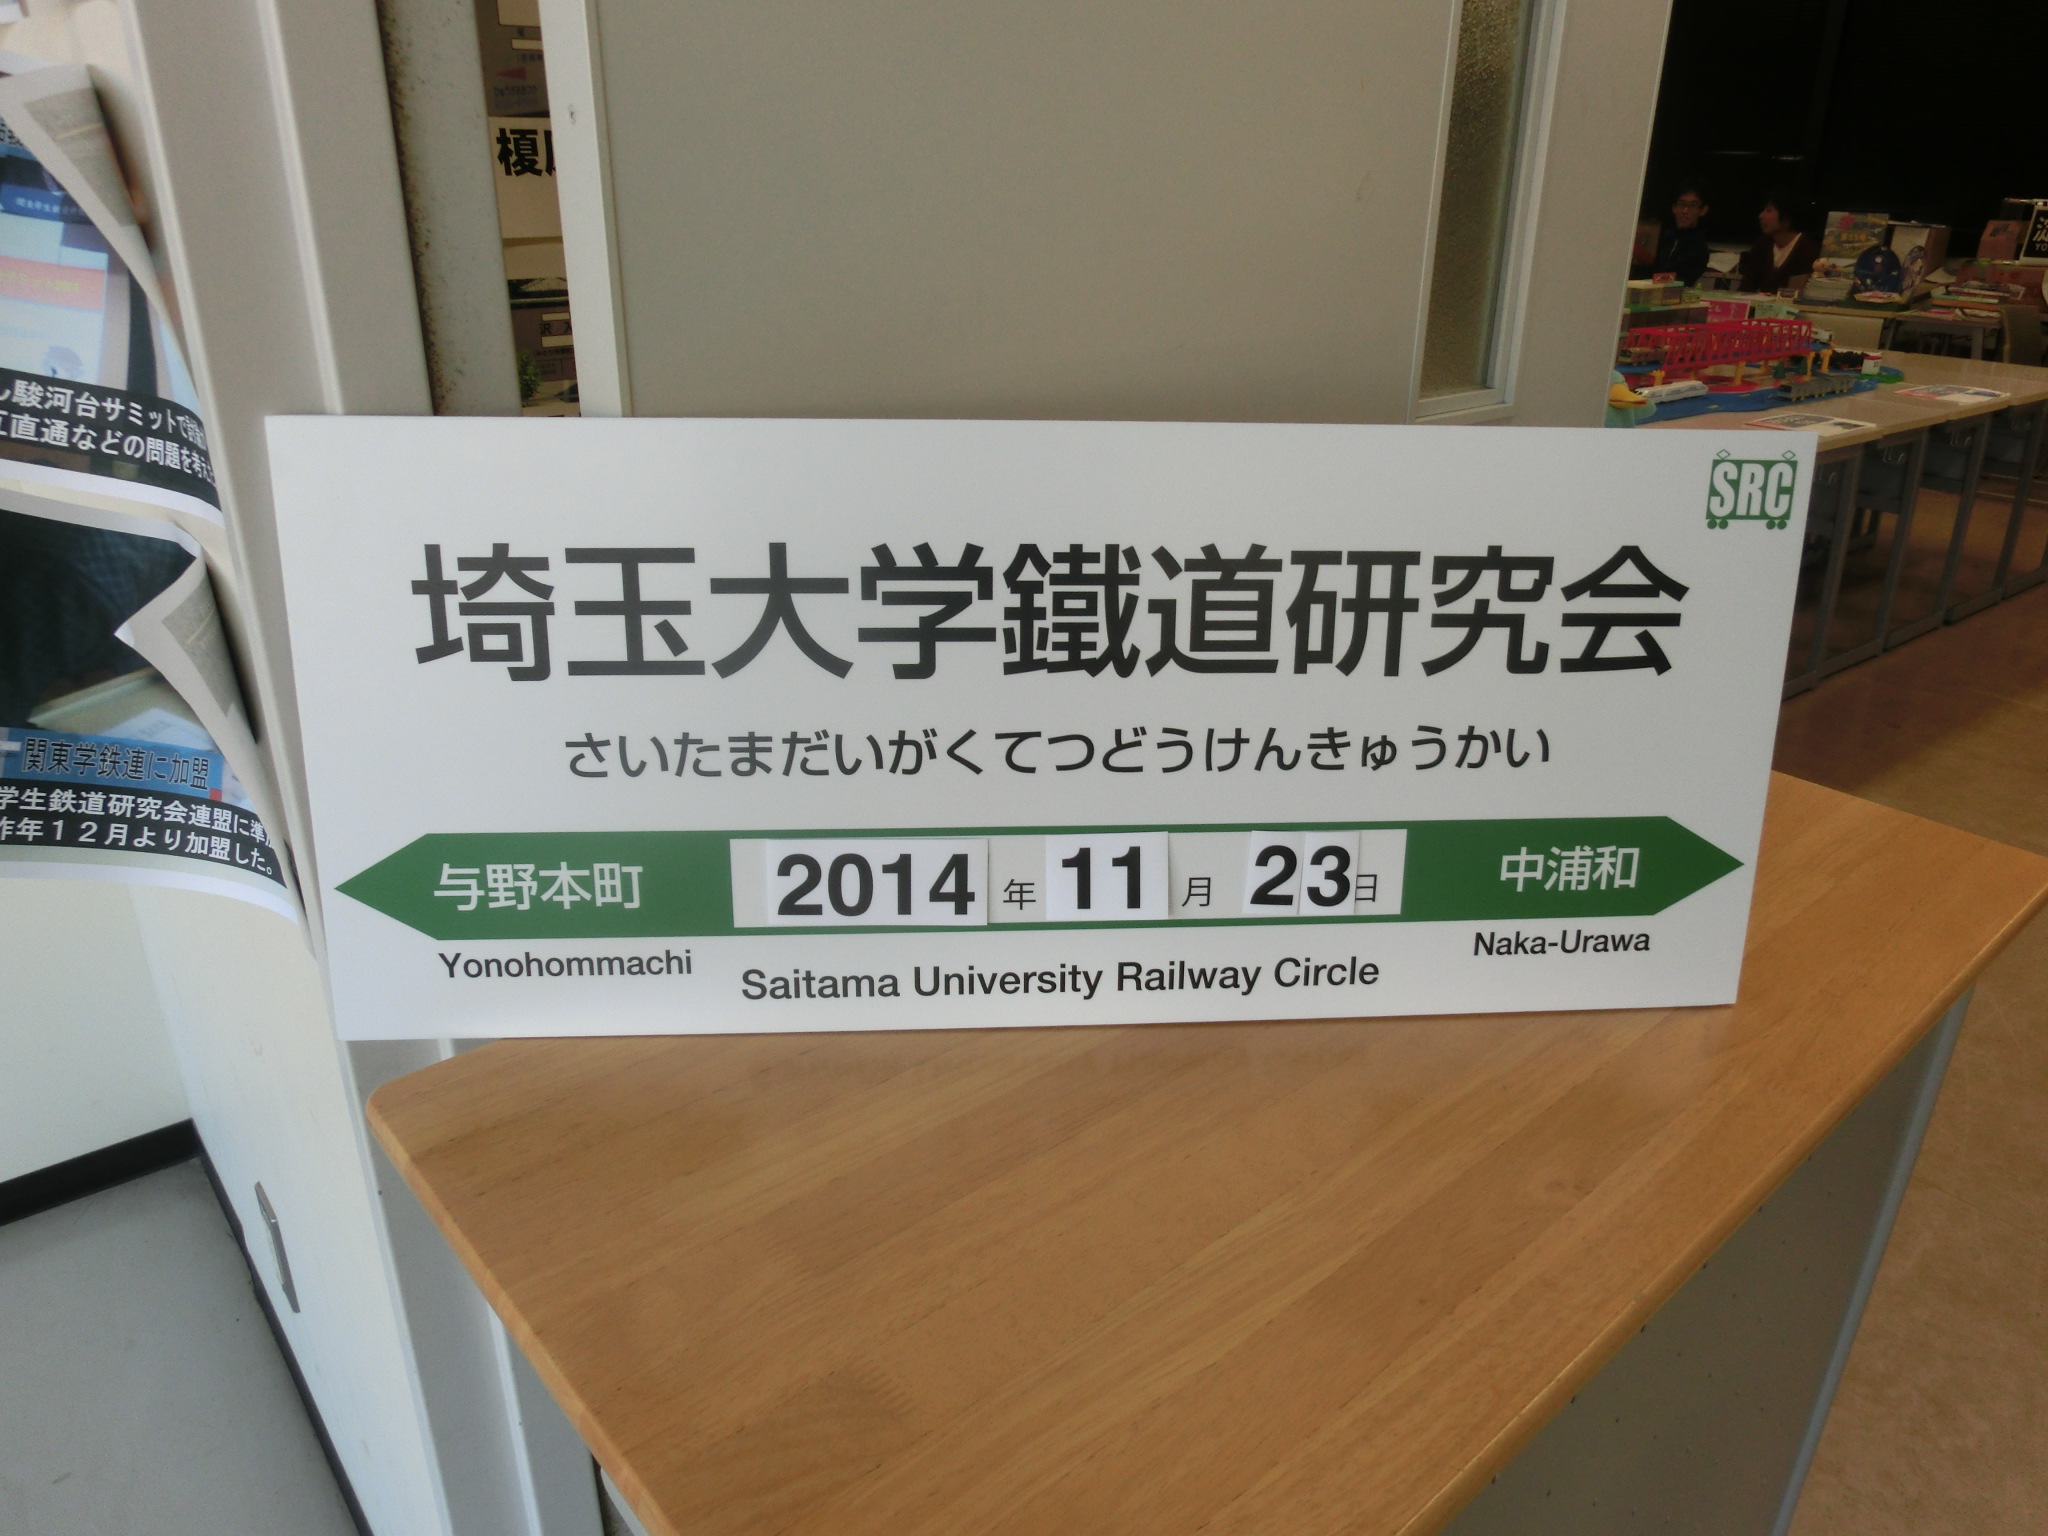 榎
駿河台サミットで
直通などの問題を考え
関東学鉄連に加盟
学生鉄道研究会連盟に準
昨年12月より加盟した。
SRC
埼玉大学鐵道研究会
さいたまだいがくてつどうけんきゅうかい
与野本町 2014年 11月 23日 中浦和
Yonohommachi Saitama University Railway Circle Naka-Urawa